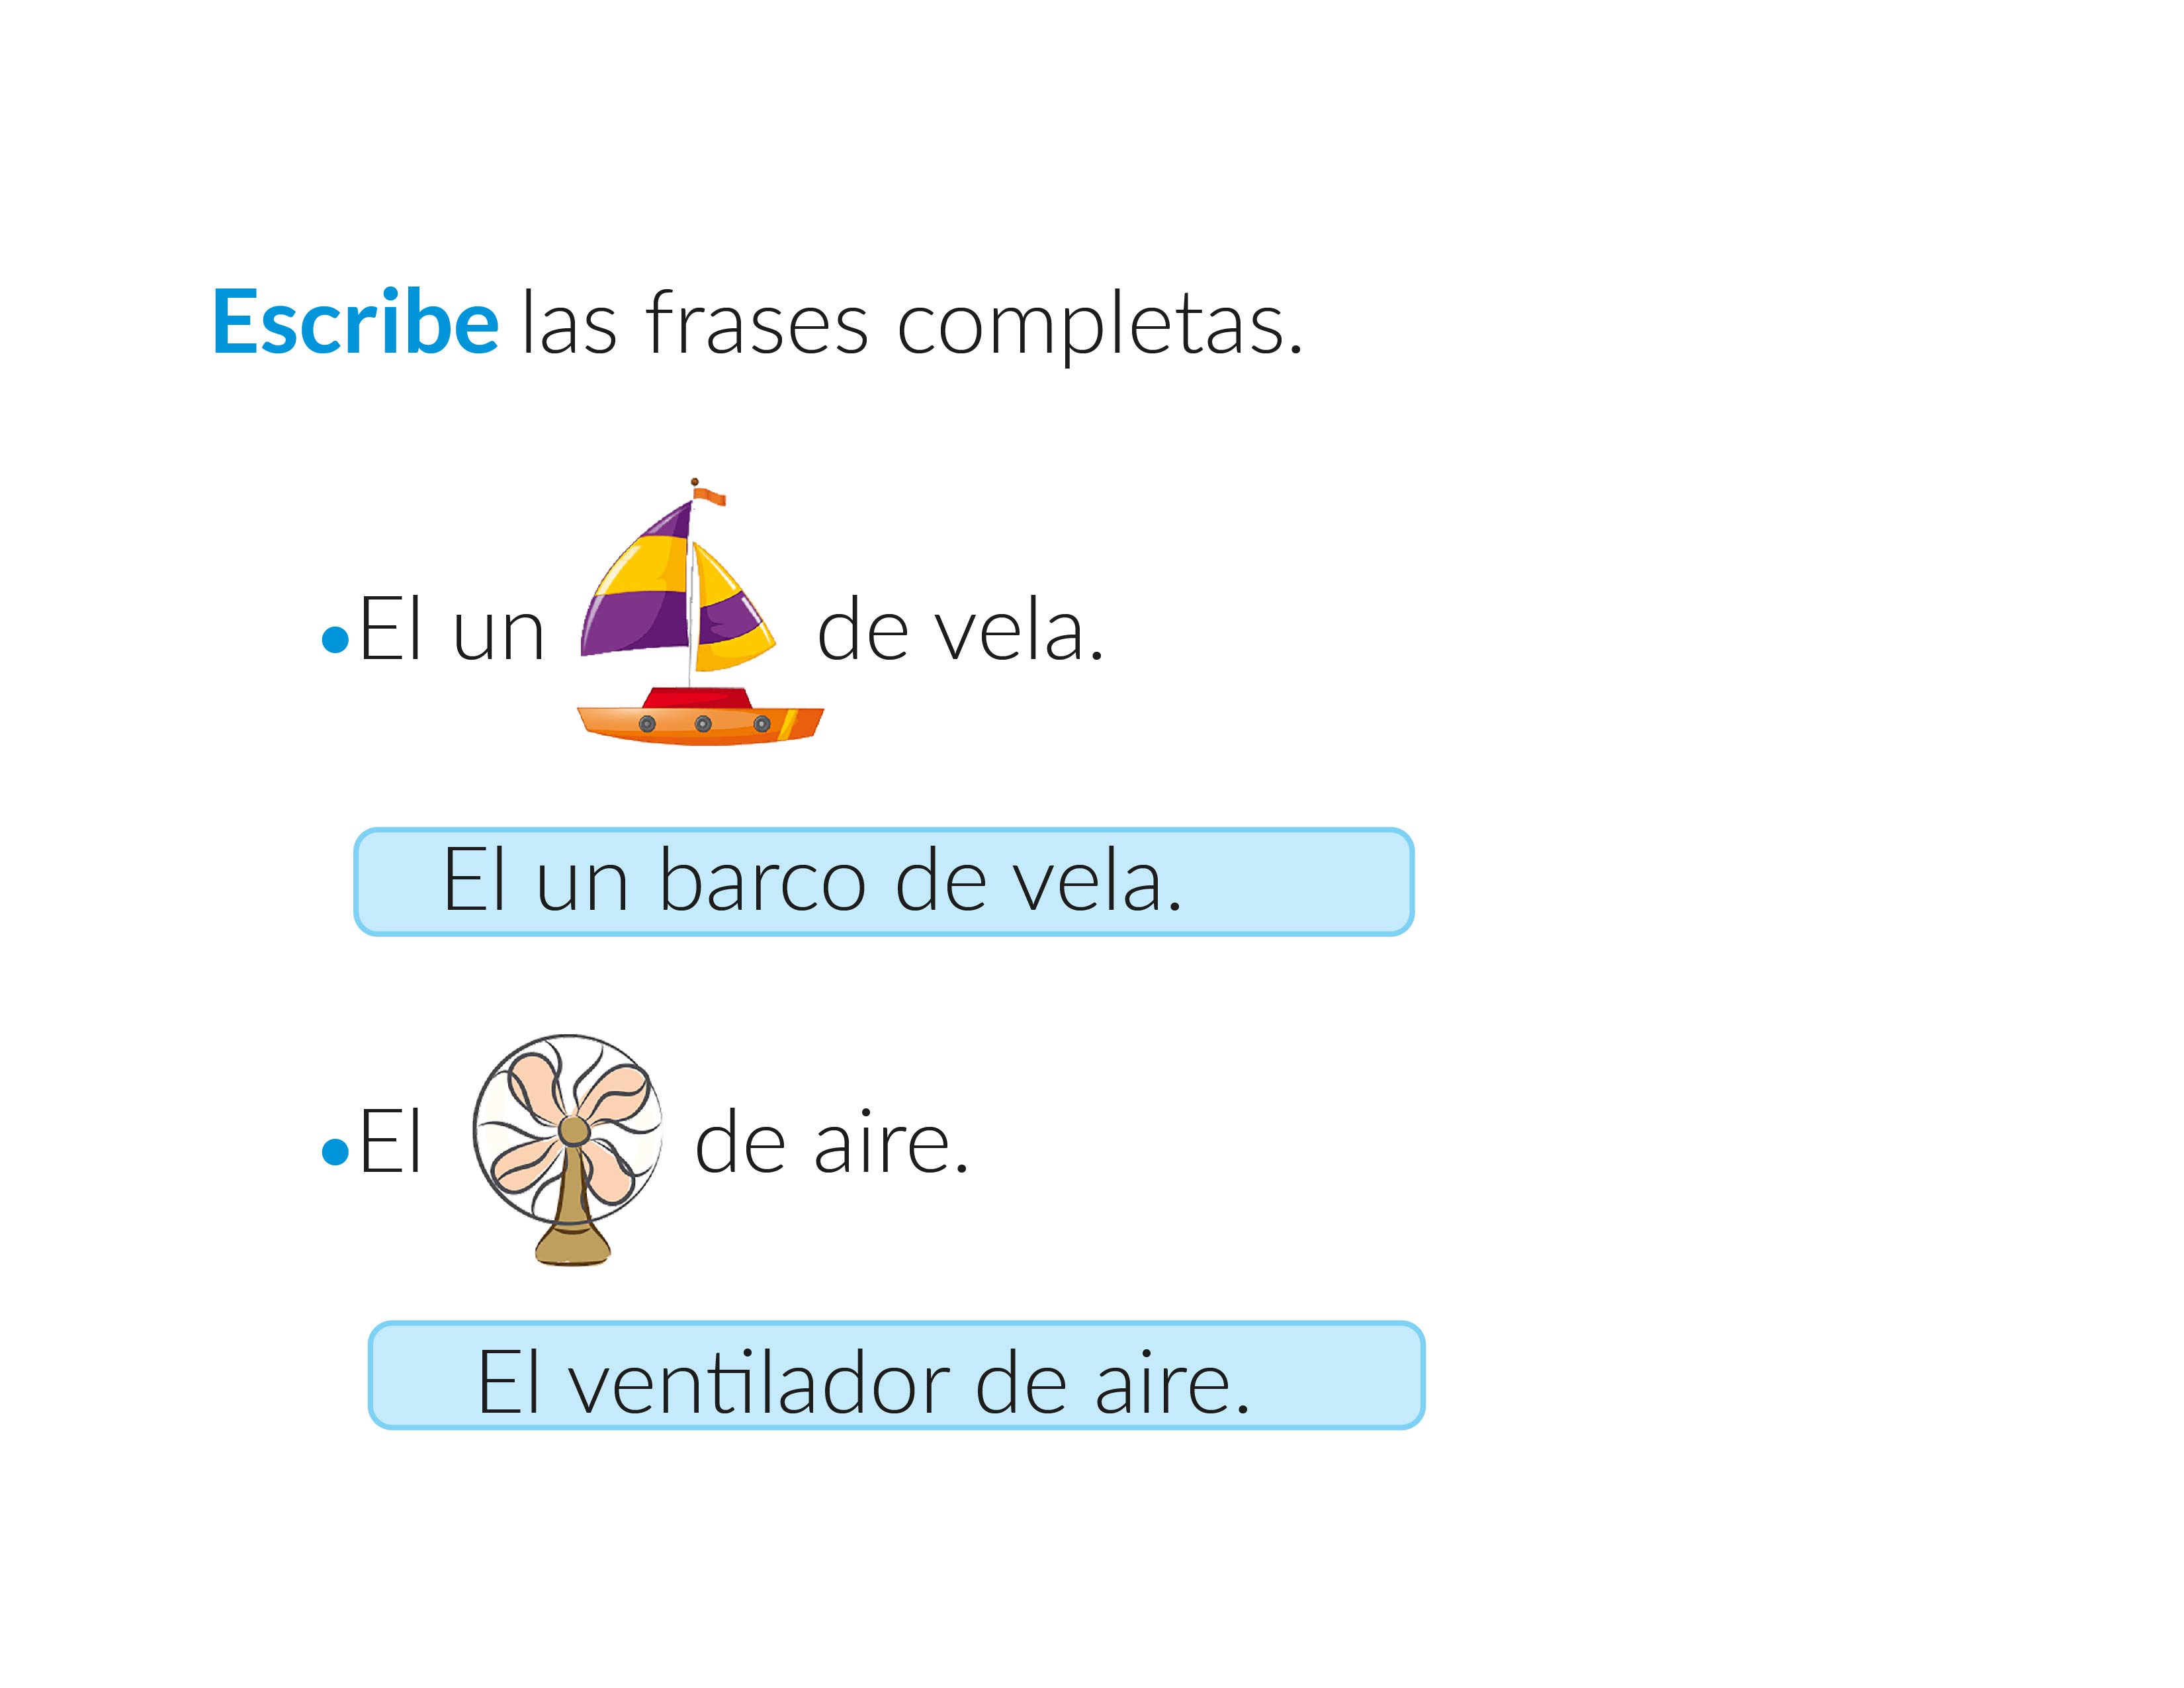 Escribe las frases completas.
•El un de vela.
El un barco de vela.
•El de aire.
El ventilador de aire.